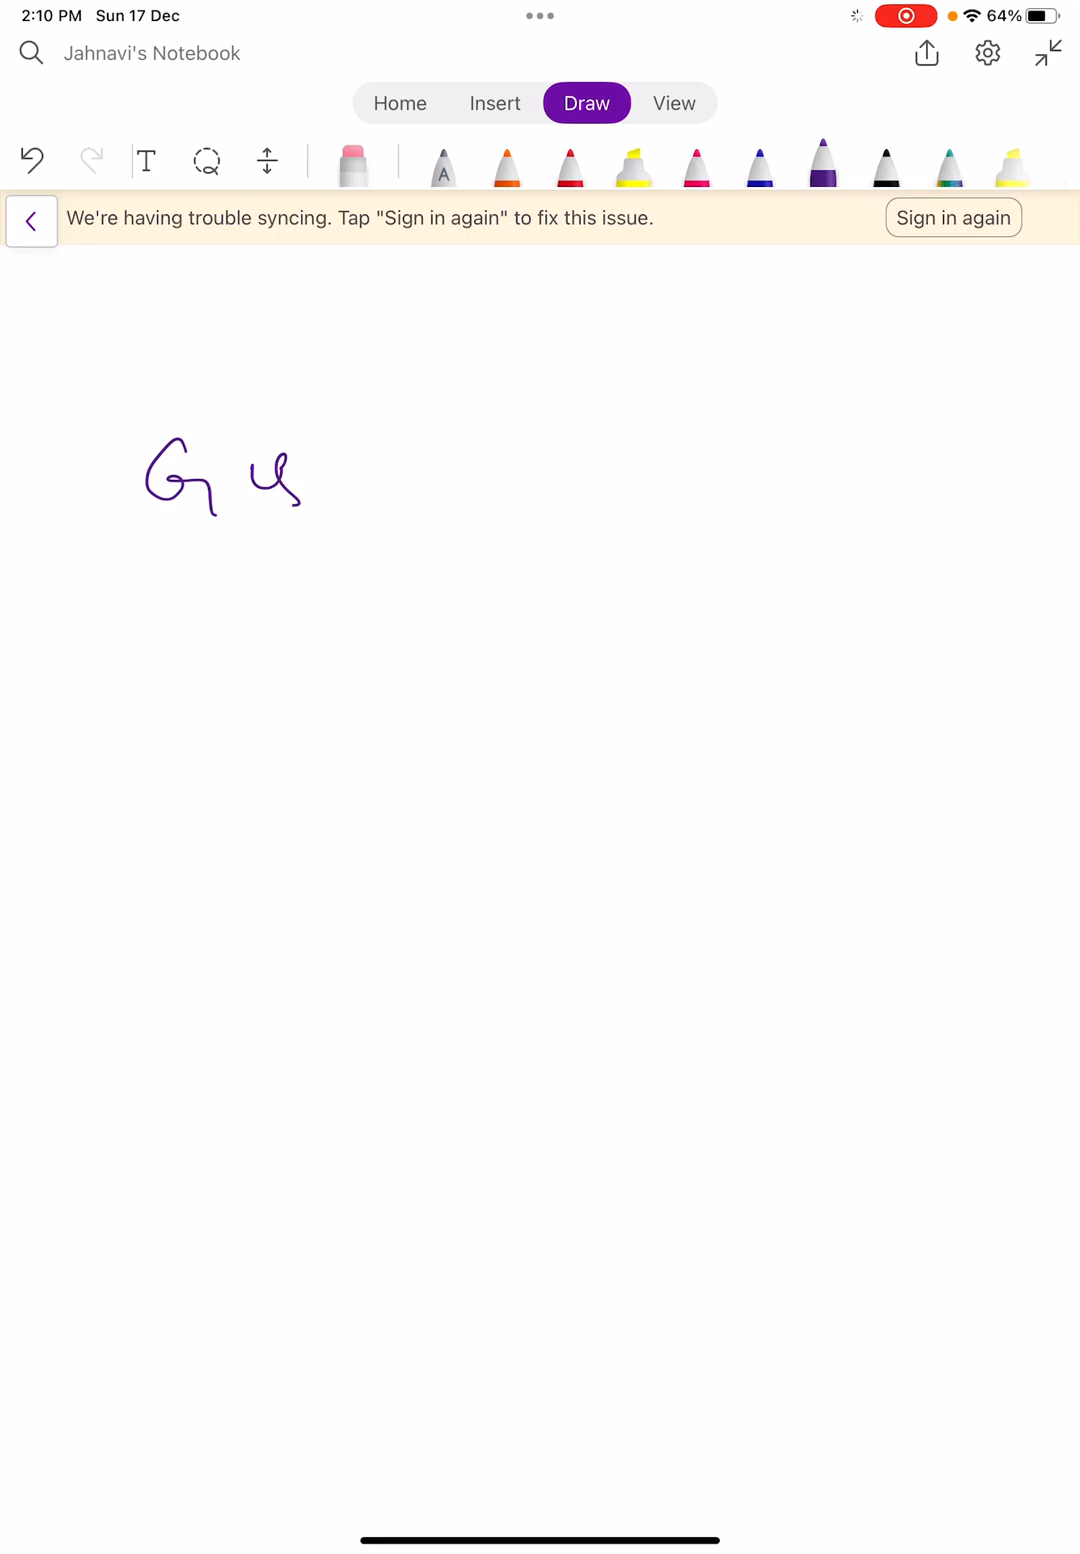 2:10 PM Sun 17 Dec 64%
Jahnavi's Notebook
Home Insert Draw View
T A
We're having trouble syncing. Tap "Sign in again" to fix this issue. Sign in again
G